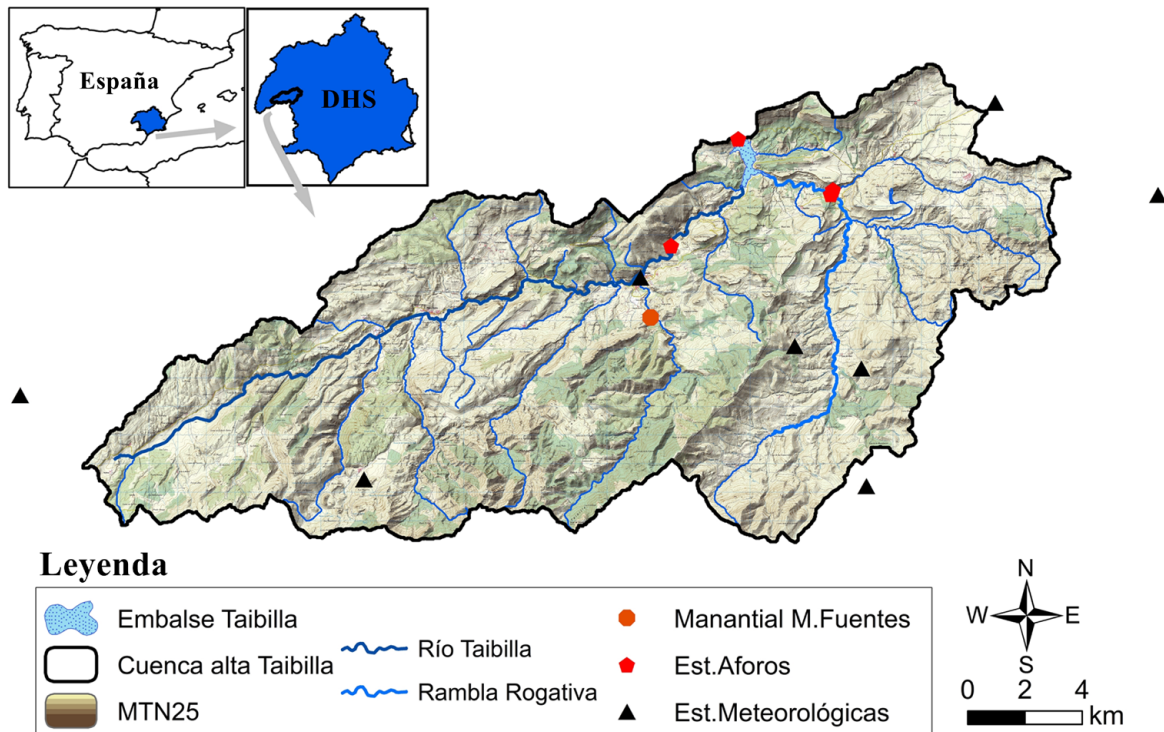 España
DHS
Leyenda
Embalse Taibilla
Cuenca alta Taibilla
MTN25
Río Taibilla
Rambla Rogativa
Manantial M.Fuentes
Est.Aforos
Est.Meteorológicas
N
W E
S
0 2 4
km